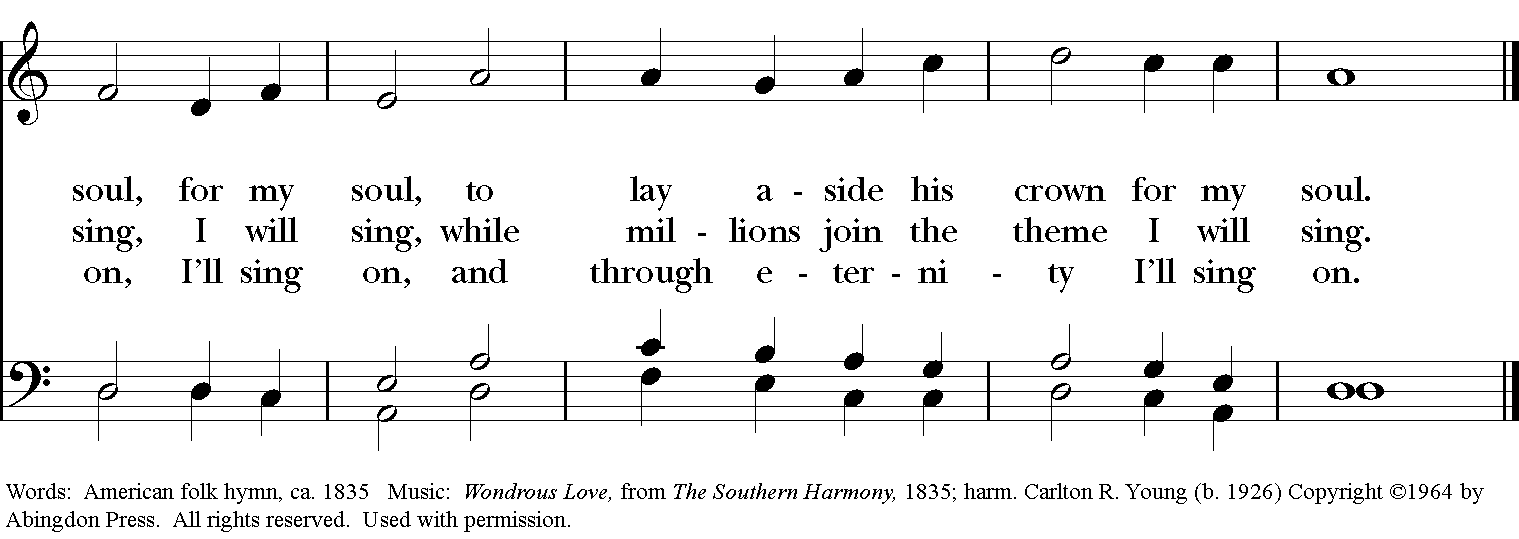 soul, for my soul, to lay a - side his crown for my soul.
sing, I will sing, while mil - lions join the theme I will sing.
on, I'll sing on, and through e - ter - ni - ty I'll sing on.
Words: American folk hymn, ca. 1835 Music: Wondrous Love, from The Southern Harmony, 1835; harm. Carlton R. Young (b. 1926) Copyright ©1964 by
Abingdon Press. All rights reserved. Used with permission.